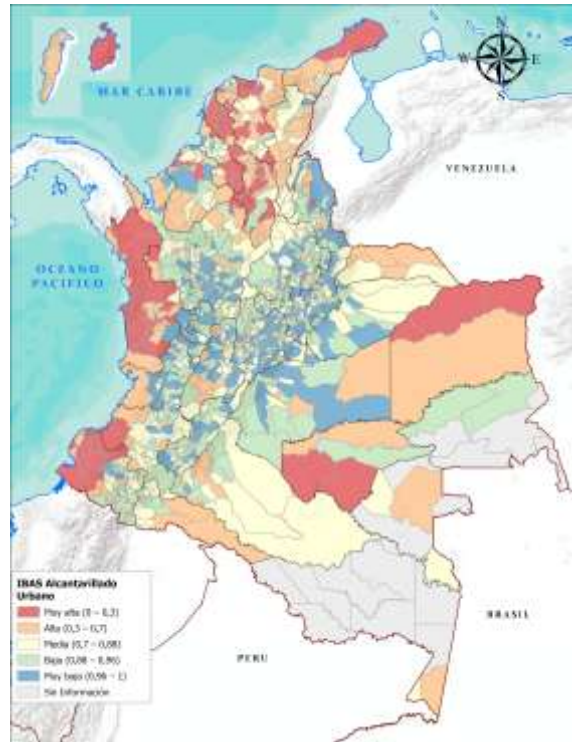 N
W
E
S
MAR CARIBE
VENEZUELA
OCEANO
PACIFICO
IBAS Alcantarillado
Urbano
Muy alta (0 - 0,3)
Alta (0,3 - 0,7)
Media (0,7 - 0,88)
Baja (0,88 - 0,96)
Muy baja (0,96 - 1)
Sin Información
BRASIL
PERU